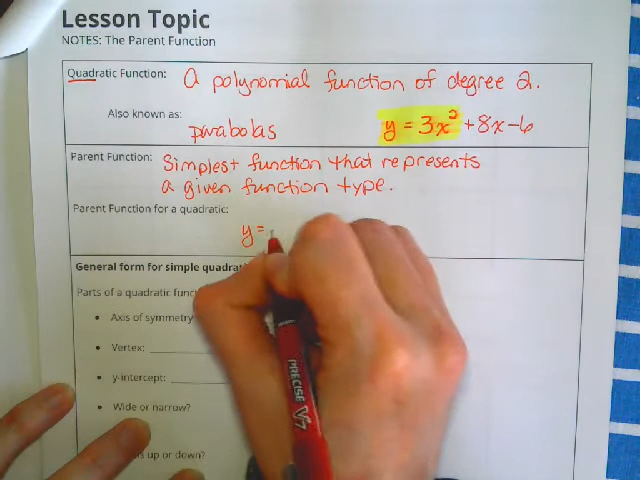 Lesson Topic
NOTES: The Parent Function
Quadratic Function: A polynomial function of degree 2.
Also known as: parabolas y = 3x² + 8x - 6
Parent Function: Simplest function that represents
a given function type.
Parent Function for a quadratic:
y =
General form for simple
Parts of a quadratic
• Axis of symmetry
• Vertex:
• y-intercept:
• Wide or narrow?
up or down?
PRECISE V7